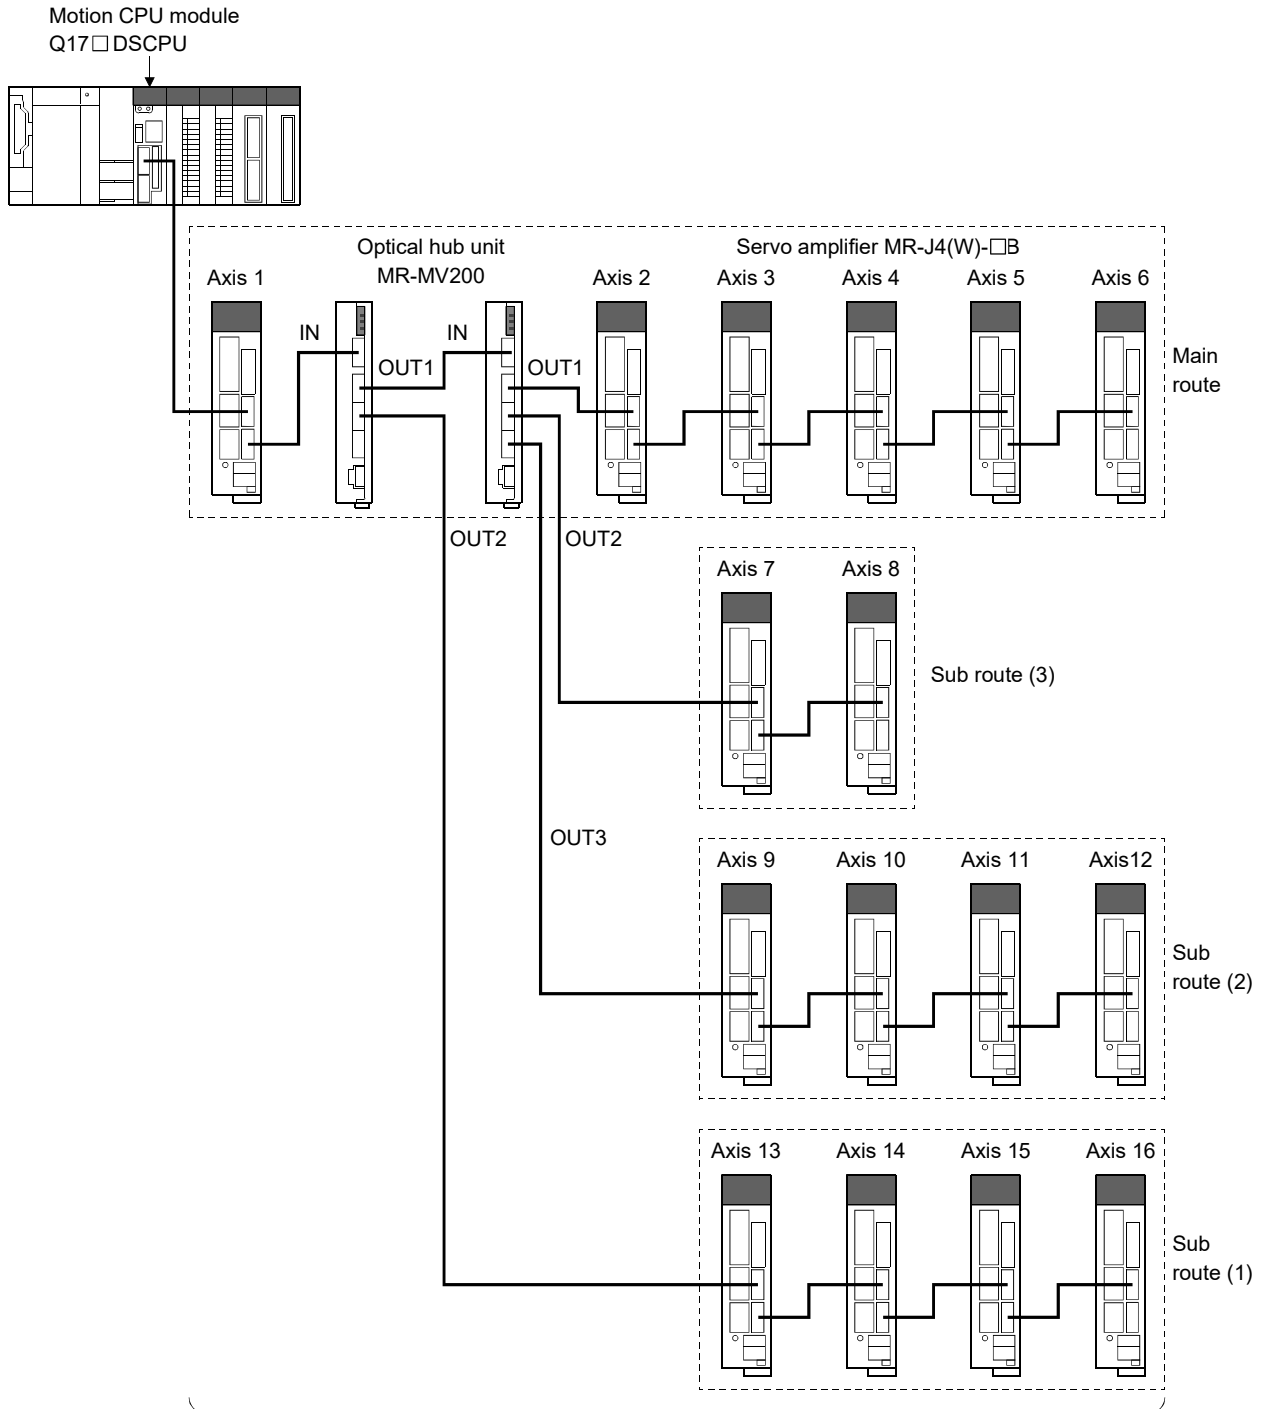 Motion CPU module
Q17□DSCPU
Optical hub unit
MR-MV200
Servo amplifier MR-J4(W)-□B
Axis 1
Axis 2
Axis 3
Axis 4
Axis 5
Axis 6
IN
OUT1
IN
OUT1
Main
route
OUT2
OUT2
Axis 7
Axis 8
Sub route (3)
OUT3
Axis 9
Axis 10
Axis 11
Axis12
Sub
route (2)
Axis 13
Axis 14
Axis 15
Axis 16
Sub
route (1)